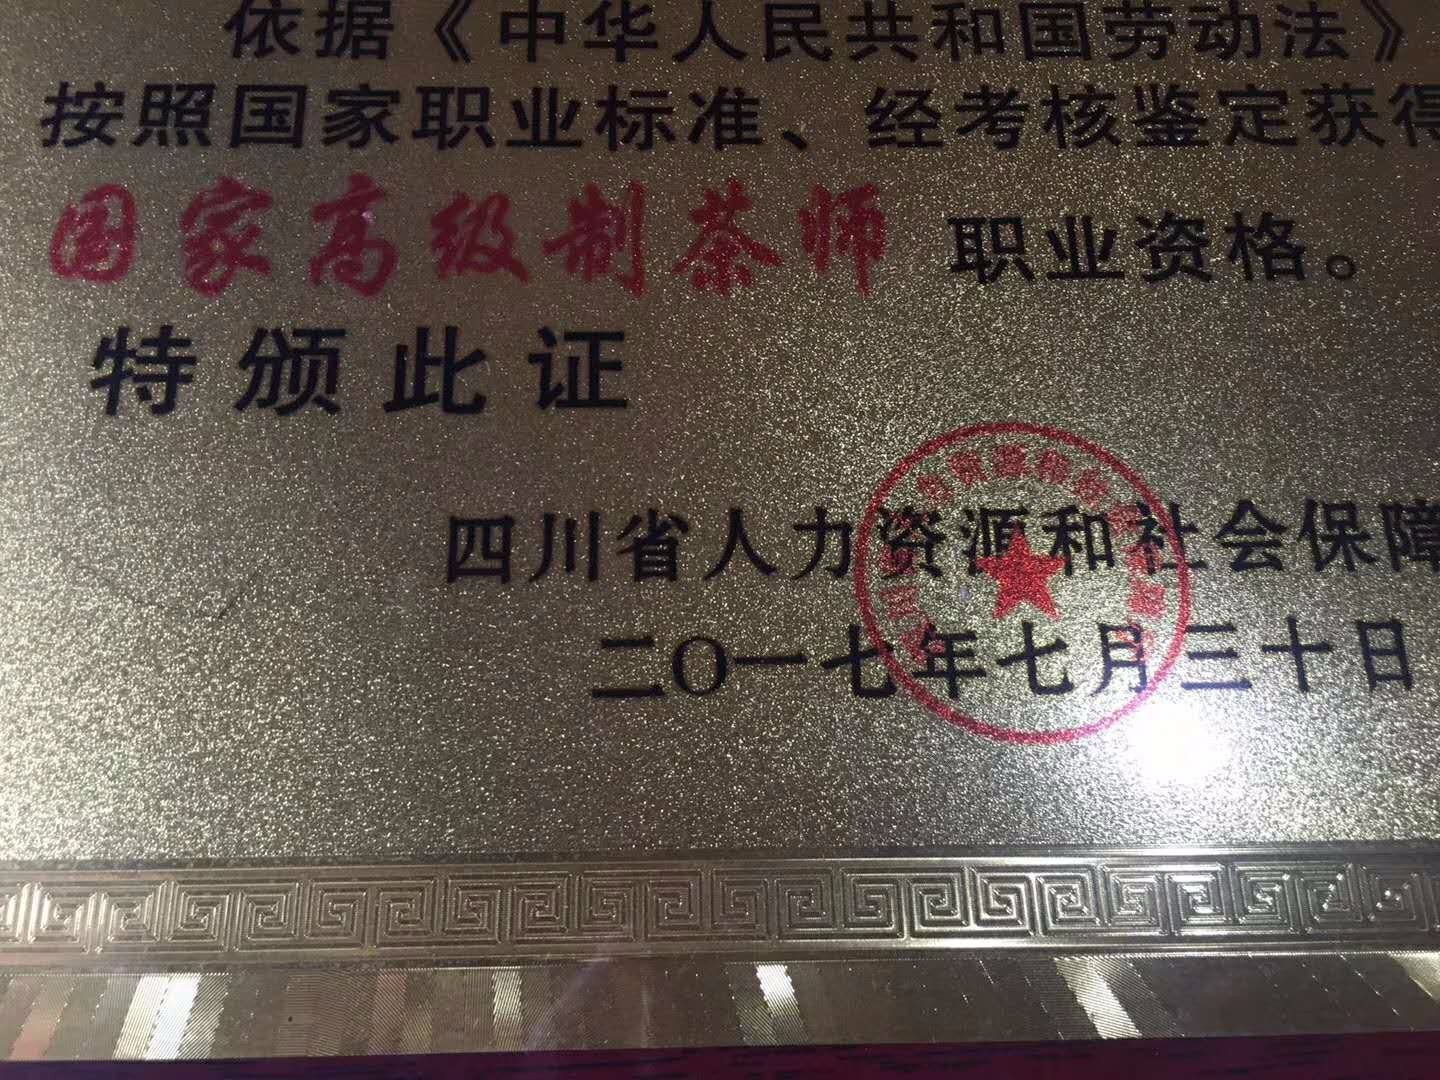 依据《中华人民共和国劳动法》
按照国家职业标准、经考核鉴定获得
国家高级制茶师 职业资格。
特颁此证
四川省人力资源和社会保障
二〇一七年七月三十日